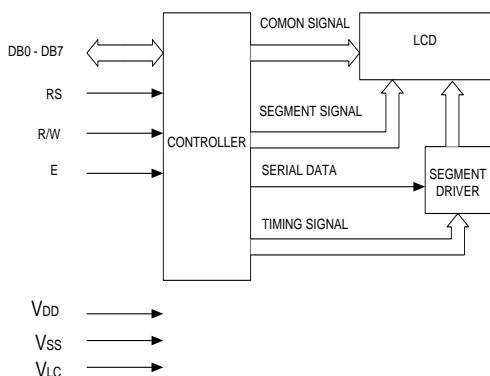 DB0 - DB7
RS
R/W
E
CONTROLLER
COMON SIGNAL
SEGMENT SIGNAL
SERIAL DATA
TIMING SIGNAL
LCD
SEGMENT
DRIVER
VDD
VSS
VLC